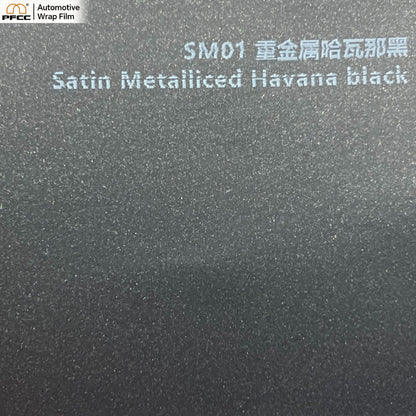 PFCC
Automotive
Wrap Film
SM01 重金属哈瓦那黑
Satin Metalliced Havana black